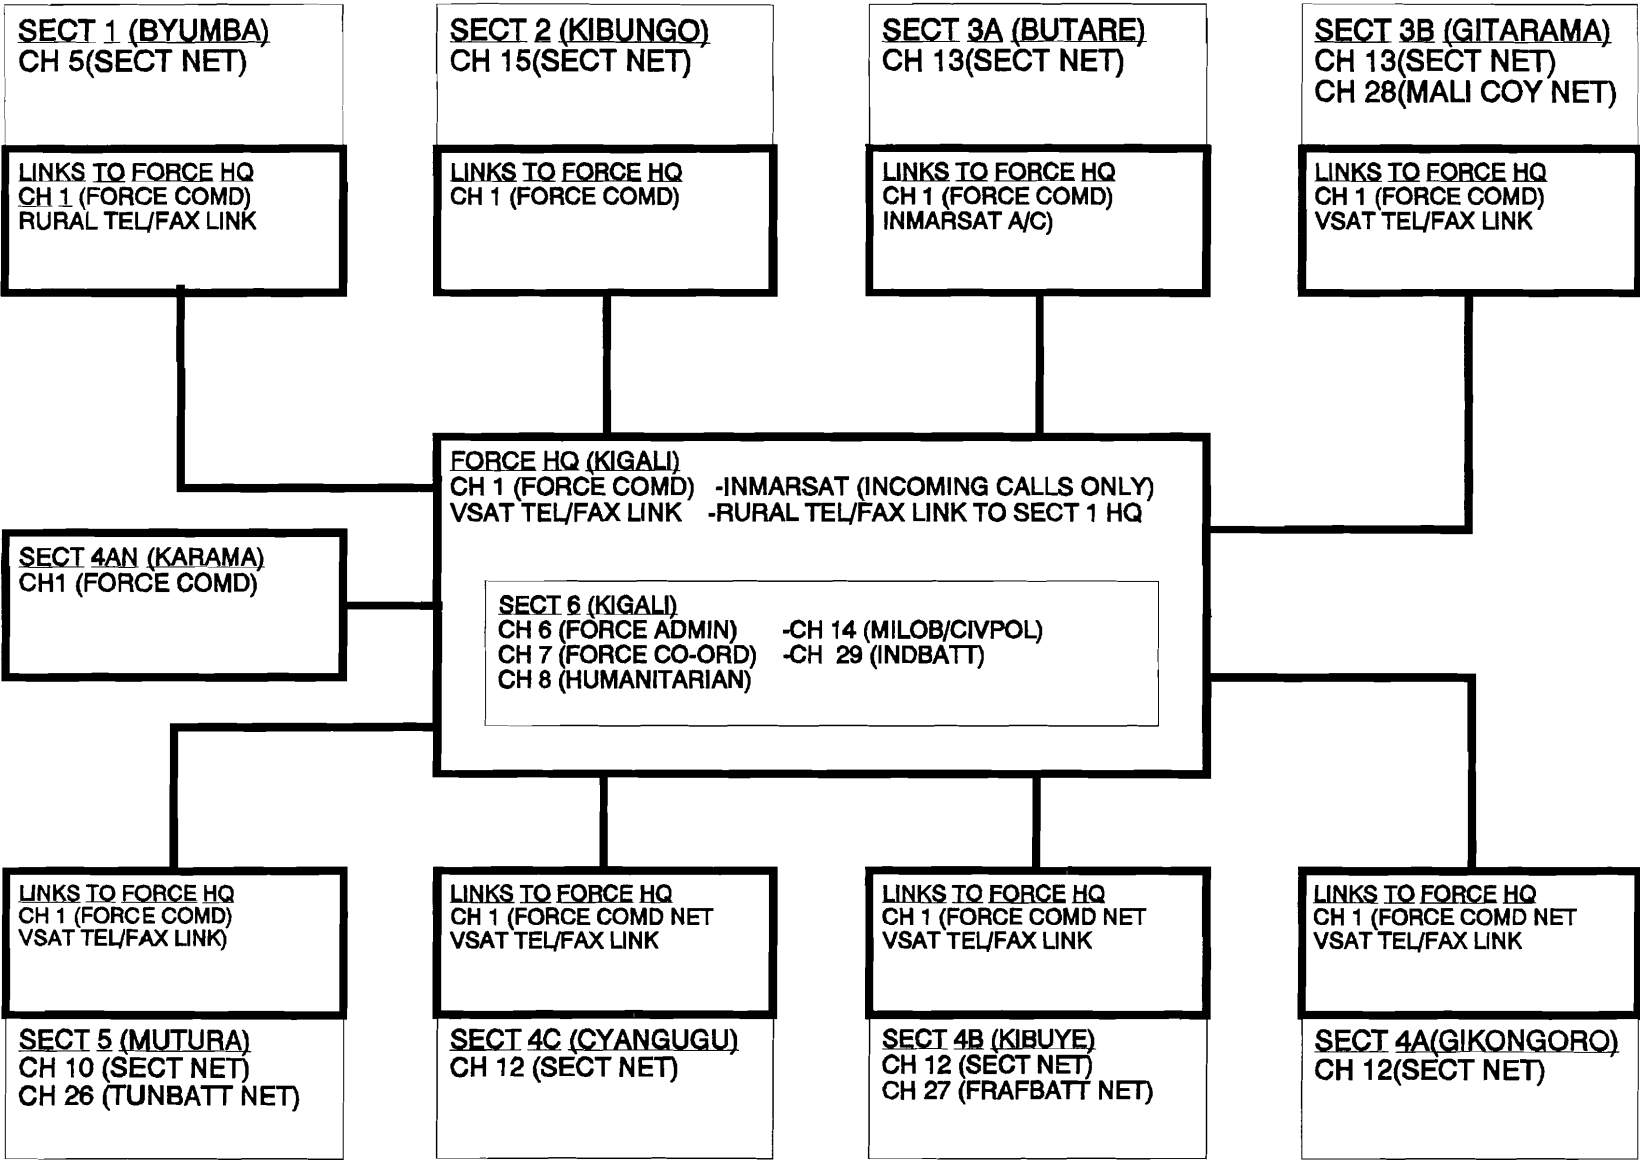 SECT 1 (BYUMBA)
CH 5(SECT NET)
LINKS TO FORCE HQ
CH 1 (FORCE COMD)
RURAL TEL/FAX LINK
SECT 2 (KIBUNGO)
CH 15(SECT NET)
LINKS TO FORCE HQ
CH 1 (FORCE COMD)
SECT 3A (BUTARE)
CH 13(SECT NET)
LINKS TO FORCE HQ
CH 1 (FORCE COMD)
INMARSAT A/C)
SECT 3B (GITARAMA)
CH 13(SECT NET)
CH 28(MALI COY NET)
LINKS TO FORCE HQ
CH 1 (FORCE COMD)
VSAT TEL/FAX LINK
FORCE HQ (KIGALI)
CH 1 (FORCE COMD) -INMARSAT (INCOMING CALLS ONLY)
VSAT TEL/FAX LINK -RURAL TEL/FAX LINK TO SECT 1 HQ
SECT 4AN (KARAMA)
CH1 (FORCE COMD)
SECT 6 (KIGALI)
CH 6 (FORCE ADMIN) -CH 14 (MILOB/CIVPOL)
CH 7 (FORCE CO-ORD) -CH 29 (INDBATT)
CH 8 (HUMANITARIAN)
LINKS TO FORCE HQ
CH 1 (FORCE COMD)
VSAT TEL/FAX LINK)
SECT 5 (MUTURA)
CH 10 (SECT NET)
CH 26 (TUNBATT NET)
LINKS TO FORCE HQ
CH 1 (FORCE COMD NET
VSAT TEL/FAX LINK
SECT 4C (CYANGUGU)
CH 12 (SECT NET)
LINKS TO FORCE HQ
CH 1 (FORCE COMD NET
VSAT TEL/FAX LINK
SECT 4B (KIBUYE)
CH 12 (SECT NET)
CH 27 (FRAFBATT NET)
LINKS TO FORCE HQ
CH 1 (FORCE COMD NET
VSAT TEL/FAX LINK
SECT 4A(GIKONGORO)
CH 12(SECT NET)